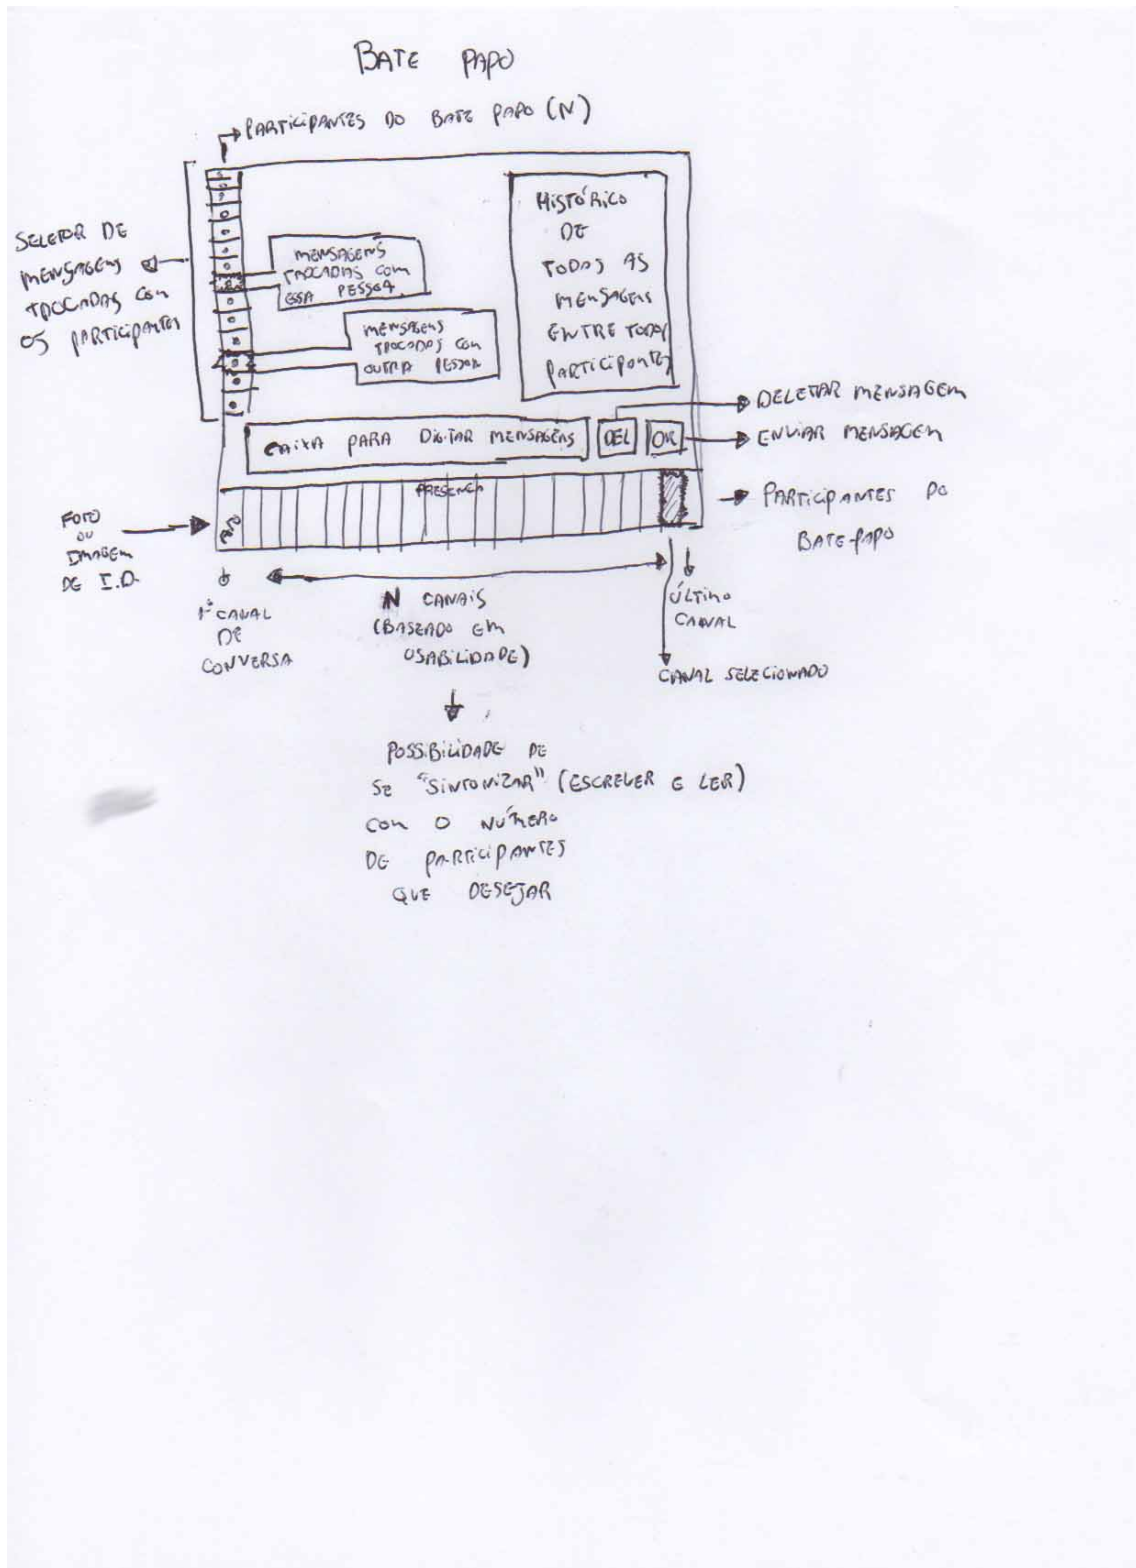 BATE PAPO
PARTICIPANTES DO BATE PAPO (N)
SELETOR DE
MENSAGENS
TROCADAS COM
OS PARTICIPANTES
MENSAGENS
TROCADAS COM
ESSA PESSOA
MENSAGENS
TROCADAS COM
OUTRA PESSOA
HISTÓRICO
DE
TODAS AS
MENSAGENS
ENTRE TODOS
PARTICIPANTES
DELETAR MENSAGEM
CAIXA PARA DIGITAR MENSAGENS
DEL
OK
ENVIAR MENSAGEM
PRESENÇA
PARTICIPANTES DO
BATE-PAPO
FOTO
OU
IMAGEM
DE I.D.
1º CANAL
DE
CONVERSA
N CANAIS
(BASEADO EM
USABILIDADE)
ÚLTIMO
CANAL
CANAL SELECIONADO
POSSIBILIDADE DE
SE "SINTONIZAR" (ESCREVER E LER)
COM O NÚMERO
DE PARTICIPANTES
QUE DESEJAR